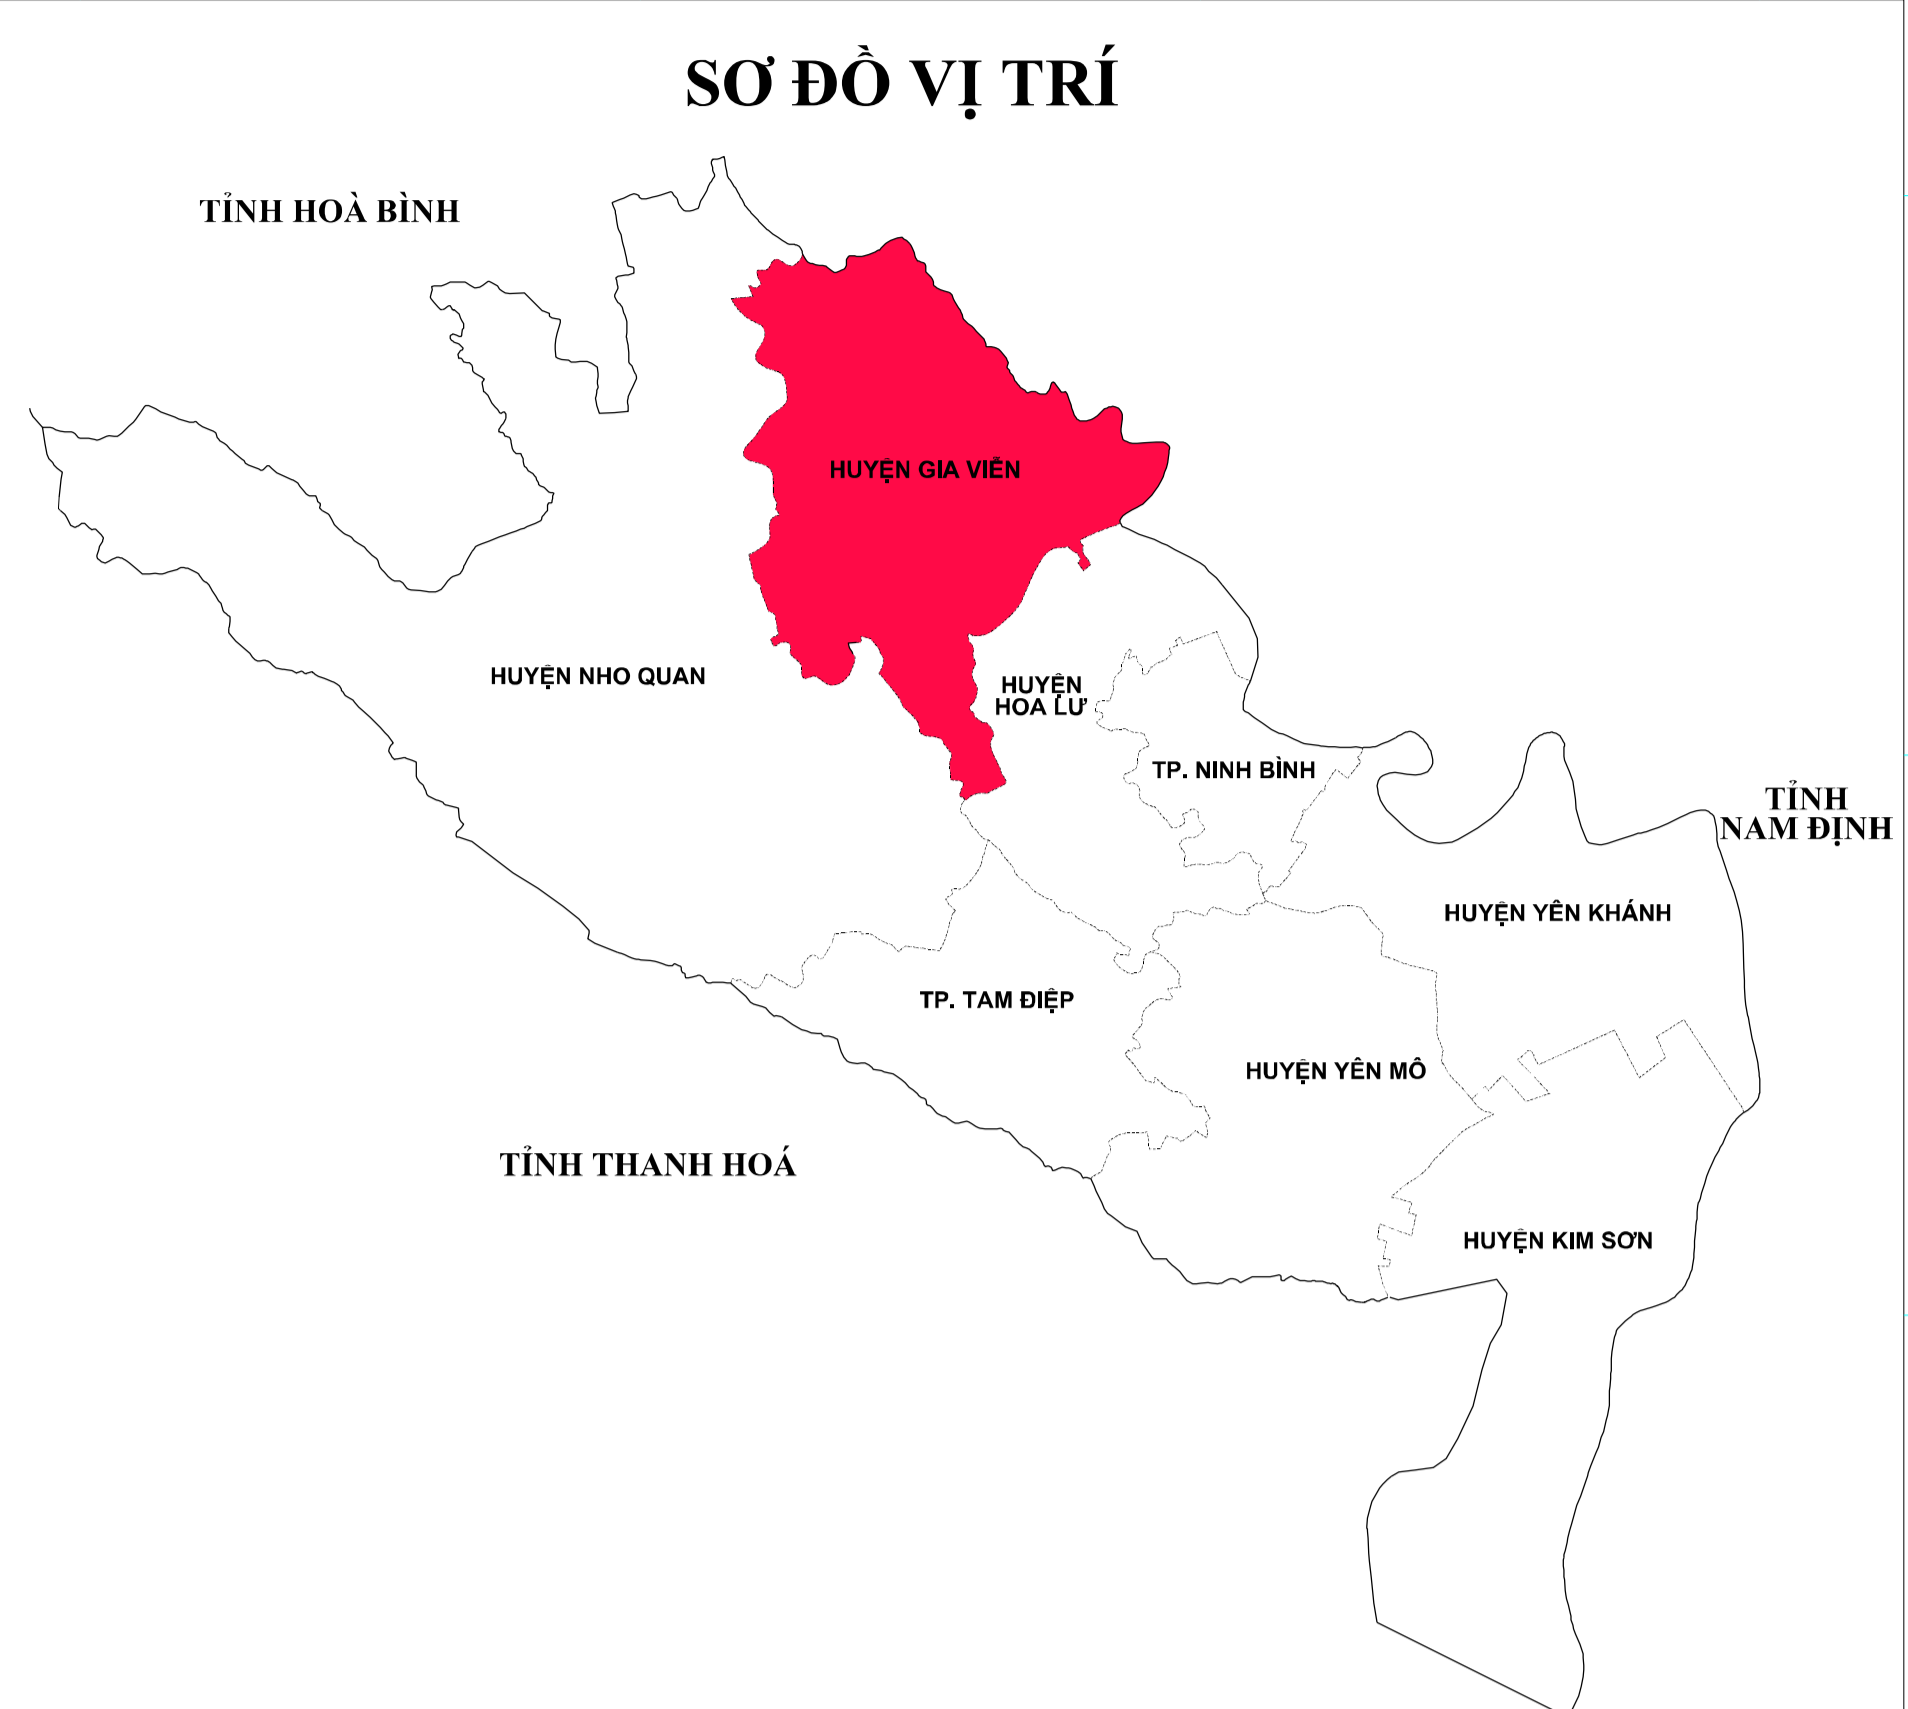 SƠ ĐỒ VỊ TRÍ
TỈNH HOÀ BÌNH
HUYỆN GIA VIỄN
HUYỆN NHO QUAN
HUYỆN
HOA LƯ
TP. NINH BÌNH
TỈNH
NAM ĐỊNH
HUYỆN YÊN KHÁNH
TP. TAM ĐIỆP
HUYỆN YÊN MÔ
TỈNH THANH HOÁ
HUYỆN KIM SƠN